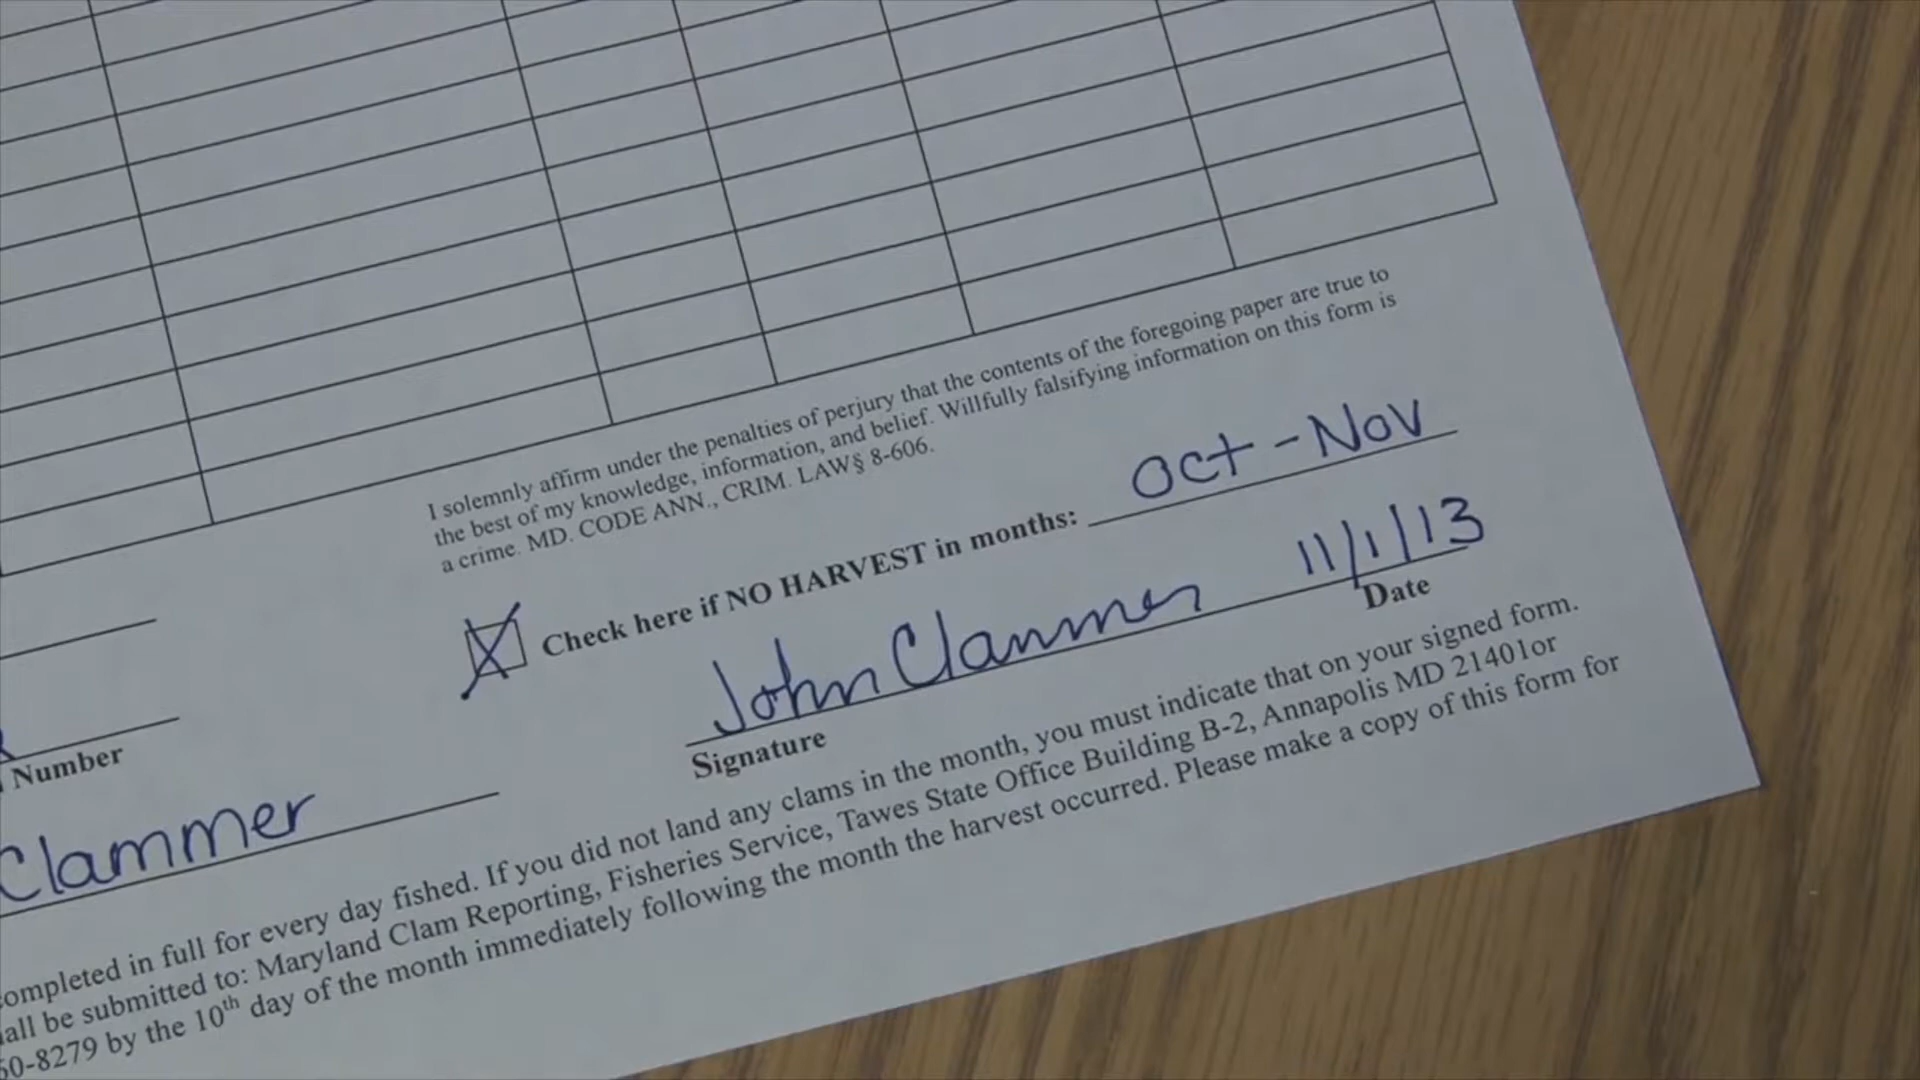 I solemnly affirm under the penalties of perjury that the contents of the foregoing paper are true to
the best of my knowledge, information, and belief. Willfully falsifying information on this form is
a crime. MD. CODE ANN., CRIM. LAW§ 8-606.
Check here if NO HARVEST in months: Oct - Nov
John Clammer 11/1/13
Signature Date
Number
Clammer
completed in full for every day fished. If you did not land any clams in the month, you must indicate that on your signed form.
be submitted to: Maryland Clam Reporting, Fisheries Service, Tawes State Office Building B-2, Annapolis MD 21401or
60-8279 by the 10th day of the month immediately following the month the harvest occurred. Please make a copy of this form for